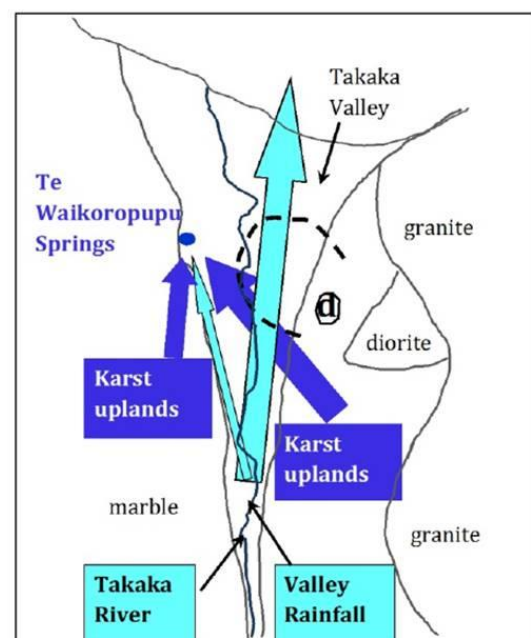 Takaka
Valley
Te
Waikoropupu
Springs
granite
d
diorite
Karst
uplands
Karst
uplands
marble
granite
Takaka
River
Valley
Rainfall